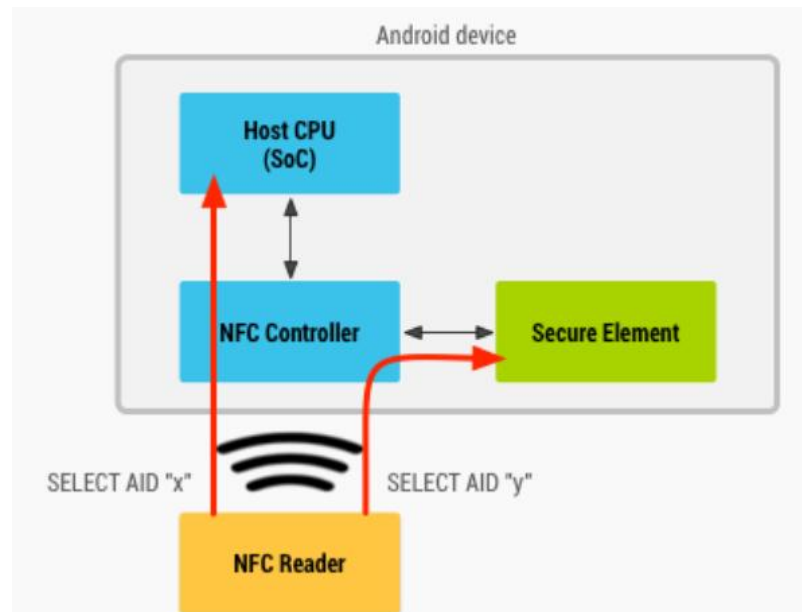 Android device
Host CPU
(SoC)
NFC Controller
Secure Element
SELECT AID "x"
SELECT AID "y"
NFC Reader